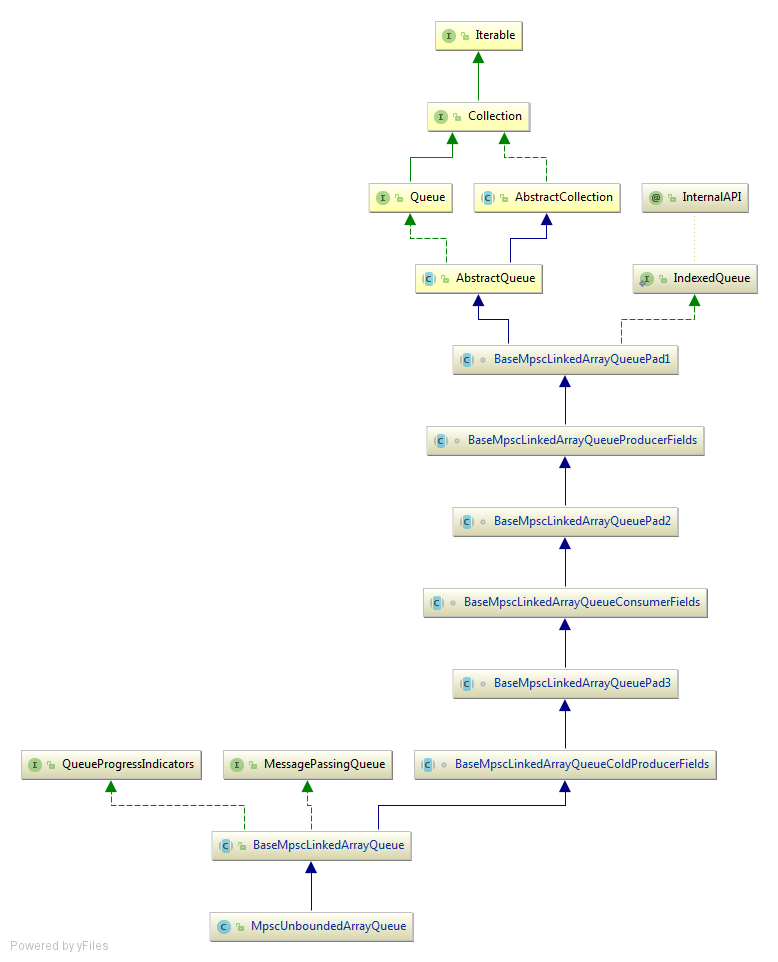 Iterable
Collection
Queue
AbstractCollection
InternalAPI
AbstractQueue
IndexedQueue
BaseMpscLinkedArrayQueuePad1
BaseMpscLinkedArrayQueueProducerFields
BaseMpscLinkedArrayQueuePad2
BaseMpscLinkedArrayQueueConsumerFields
BaseMpscLinkedArrayQueuePad3
QueueProgressIndicators
MessagePassingQueue
BaseMpscLinkedArrayQueueColdProducerFields
BaseMpscLinkedArrayQueue
MpscUnboundedArrayQueue
Powered by yFiles